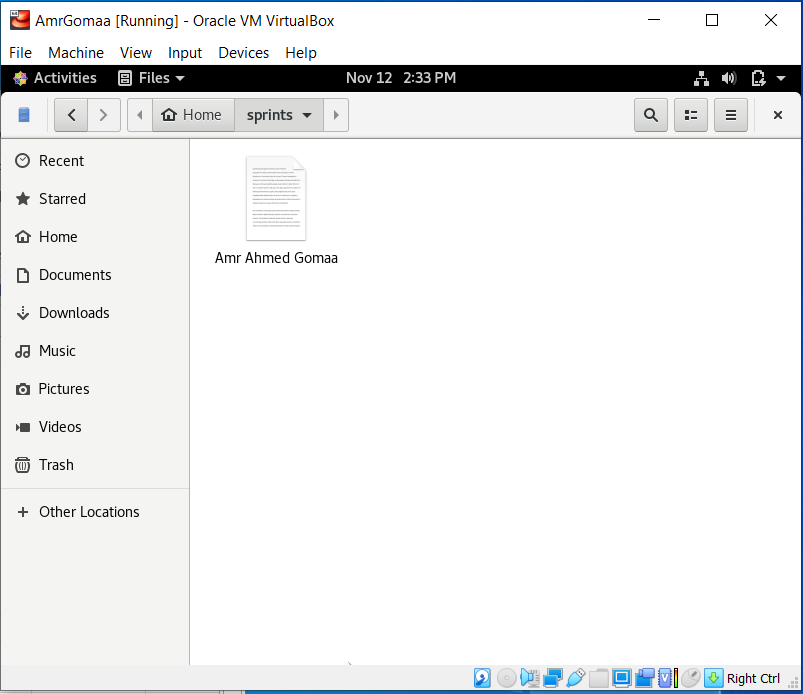 AmrGomaa [Running] - Oracle VM VirtualBox
File Machine View Input Devices Help
Activities Files Nov 12 2:33 PM
Home sprints
Recent
Starred
Home
Documents
Downloads
Music
Pictures
Videos
Trash
Other Locations
Amr Ahmed Gomaa
Right Ctrl